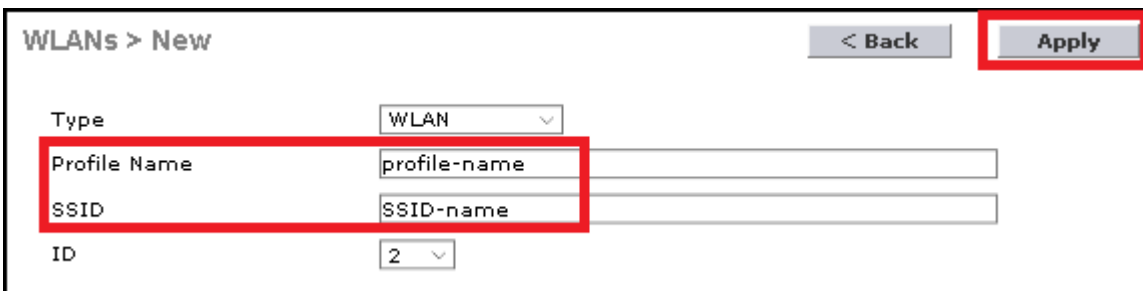 WLANs > New < Back Apply
Type WLAN
Profile Name profile-name
SSID SSID-name
ID 2